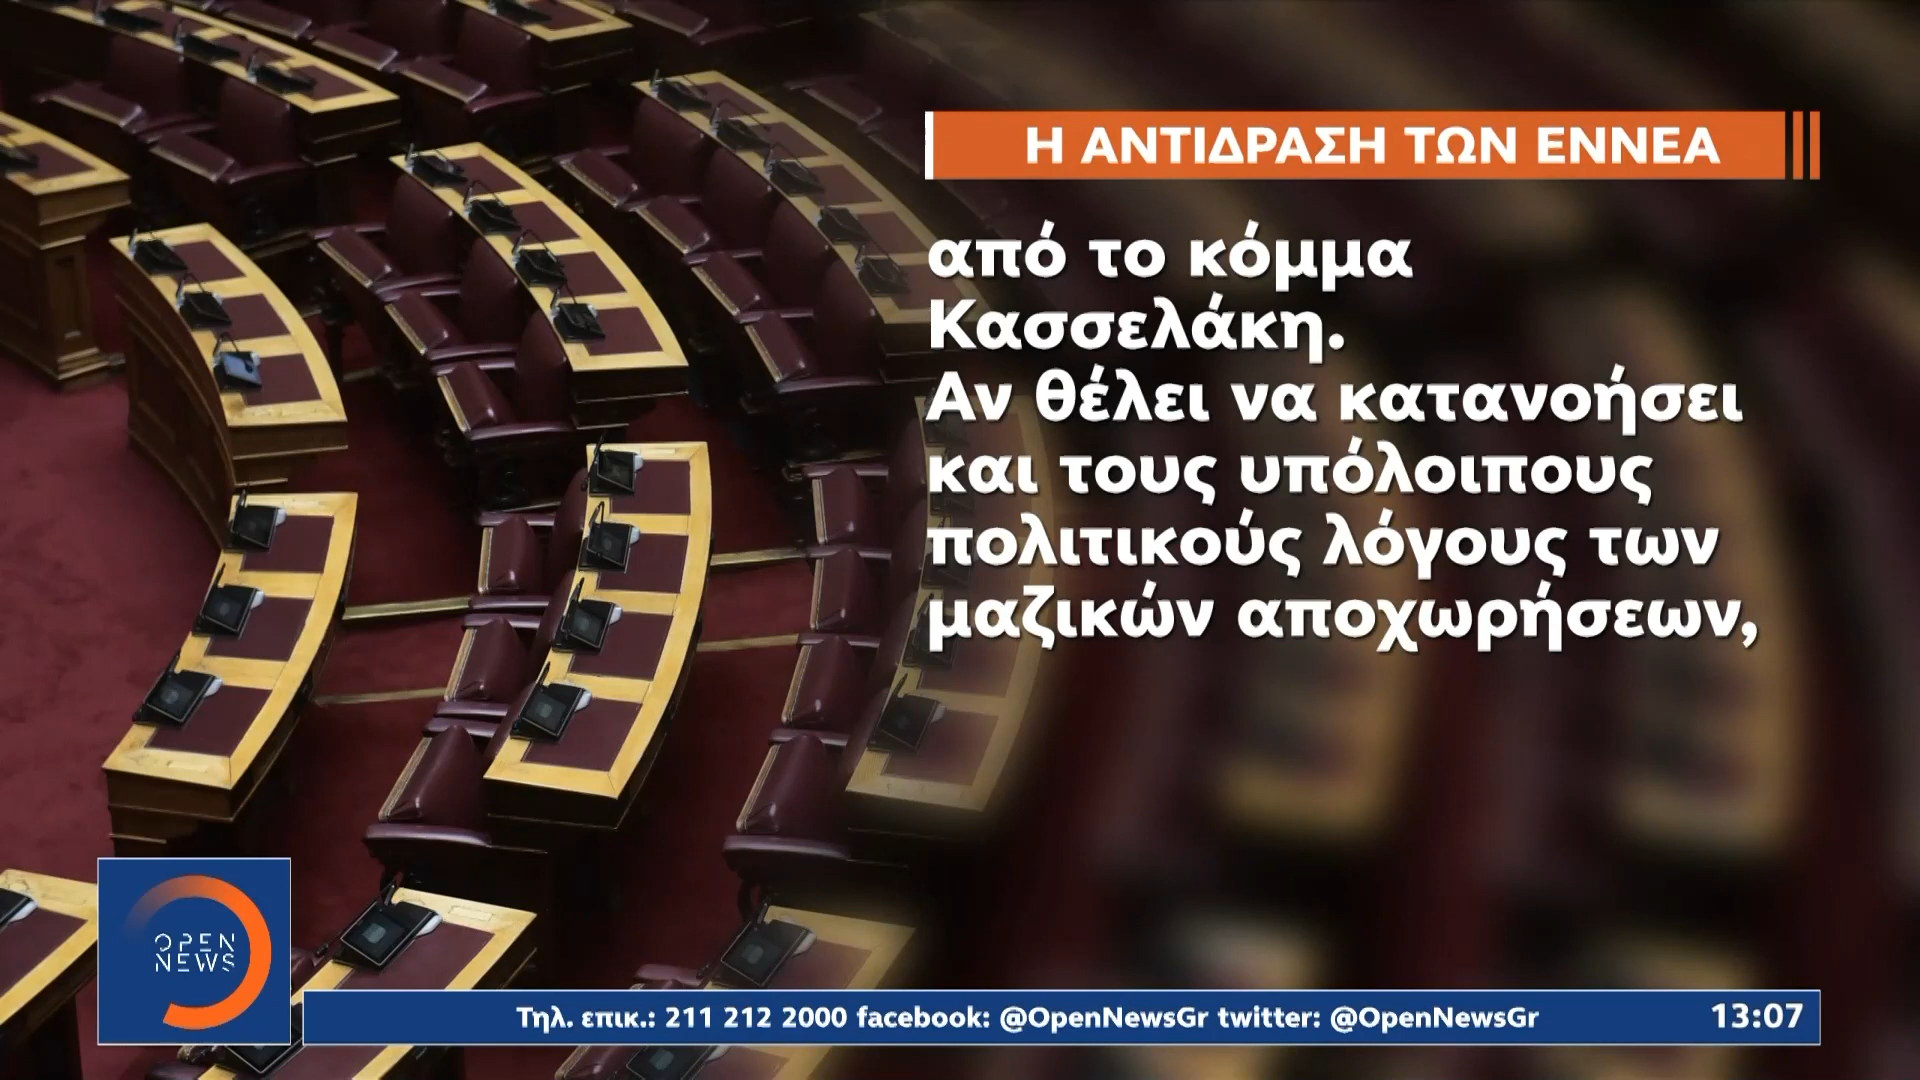 Η ΑΝΤΙΔΡΑΣΗ ΤΩΝ ΕΝΝΕΑ
από το κόμμα
Κασσελάκη.
Αν θέλει να κατανοήσει
και τους υπόλοιπους
πολιτικούς λόγους των
μαζικών αποχωρήσεων,
OPEN
NEWS
Τηλ. επικ.: 211 212 2000 facebook: @OpenNewsGr twitter: @OpenNewsGr
13:07